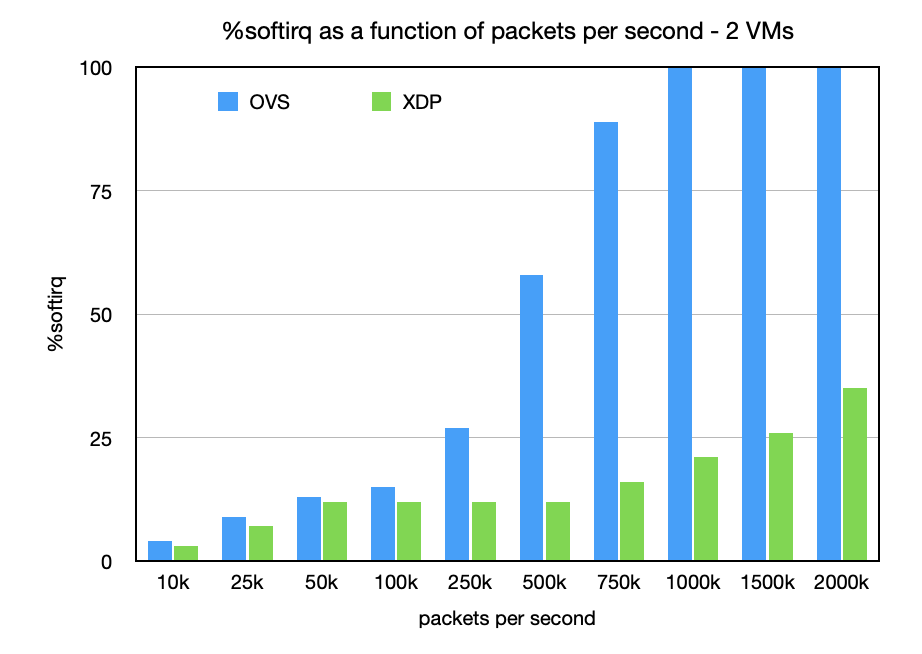 %softirq as a function of packets per second - 2 VMs
100
OVS XDP
75
50
25
0
%softirq
10k 25k 50k 100k 250k 500k 750k 1000k 1500k 2000k
packets per second